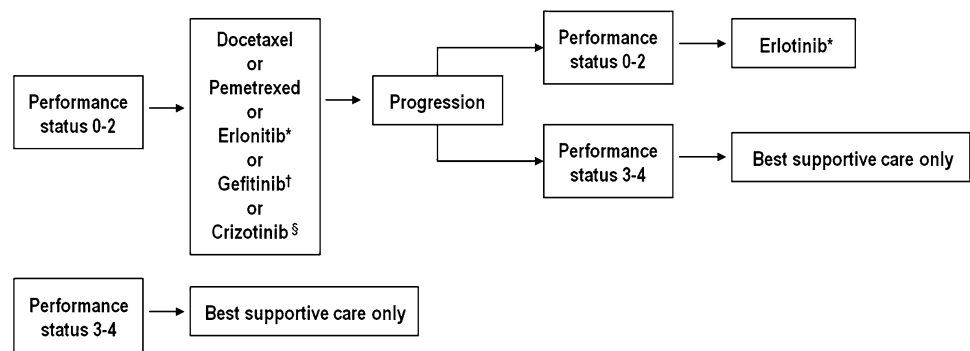 Performance
status 0-2
Docetaxel
or
Pemetrexed
or
Erlonitib*
or
Gefitinib†
or
Crizotinib§
Progression
Performance
status 0-2
Erlotinib*
Performance
status 3-4
Best supportive care only
Performance
status 3-4
Best supportive care only